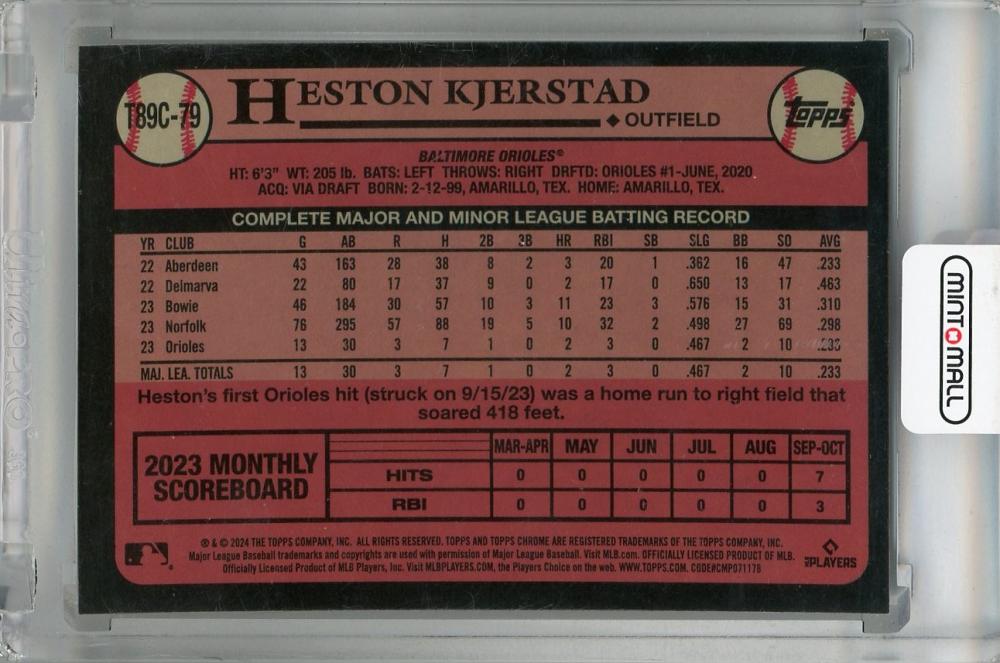 T89C-79
HESTON KJERSTAD
◆ OUTFIELD
topps
BALTIMORE ORIOLES®
HT: 6'3" WT: 205 lb. BATS: LEFT THROWS: RIGHT DRFTD: ORIOLES #1-JUNE, 2020
ACQ: VIA DRAFT BORN: 2-12-99, AMARILLO, TEX. HOME: AMARILLO, TEX.
COMPLETE MAJOR AND MINOR LEAGUE BATTING RECORD
YR CLUB G AB R H 2B 3B HR RBI SB SLG BB SO AVG
22 Aberdeen 43 163 28 38 8 2 3 20 1 .362 16 47 .233
22 Delmarva 22 80 17 37 9 0 2 17 0 .650 13 17 .463
23 Bowie 46 184 30 57 10 3 11 23 3 .576 15 31 .310
23 Norfolk 76 295 57 88 19 5 10 32 2 .498 27 69 .298
23 Orioles 13 30 3 7 1 0 2 3 0 .467 2 10 .233
MAJ. LEA. TOTALS 13 30 3 7 1 0 2 3 0 .467 2 10 .233
Heston's first Orioles hit (struck on 9/15/23) was a home run to right field that
soared 418 feet.
2023 MONTHLY
SCOREBOARD
MAR-APR MAY JUN JUL AUG SEP-OCT
HITS 0 0 0 0 0 7
RBI 0 0 0 0 0 3
® & © 2024 THE TOPPS COMPANY, INC. ALL RIGHTS RESERVED. TOPPS AND TOPPS CHROME ARE REGISTERED TRADEMARKS OF THE TOPPS COMPANY, INC.
Major League Baseball trademarks and copyrights are used with permission of Major League Baseball. Visit MLB.com. OFFICIALLY LICENSED PRODUCT OF MLB.
Officially Licensed Product of MLB Players, Inc. Visit MLBPLAYERS.COM, the Players Choice on the web. WWW.TOPPS.COM. CODE#CMP071178
MLBPLAYERS
MINT MALL
ULTRA PRO